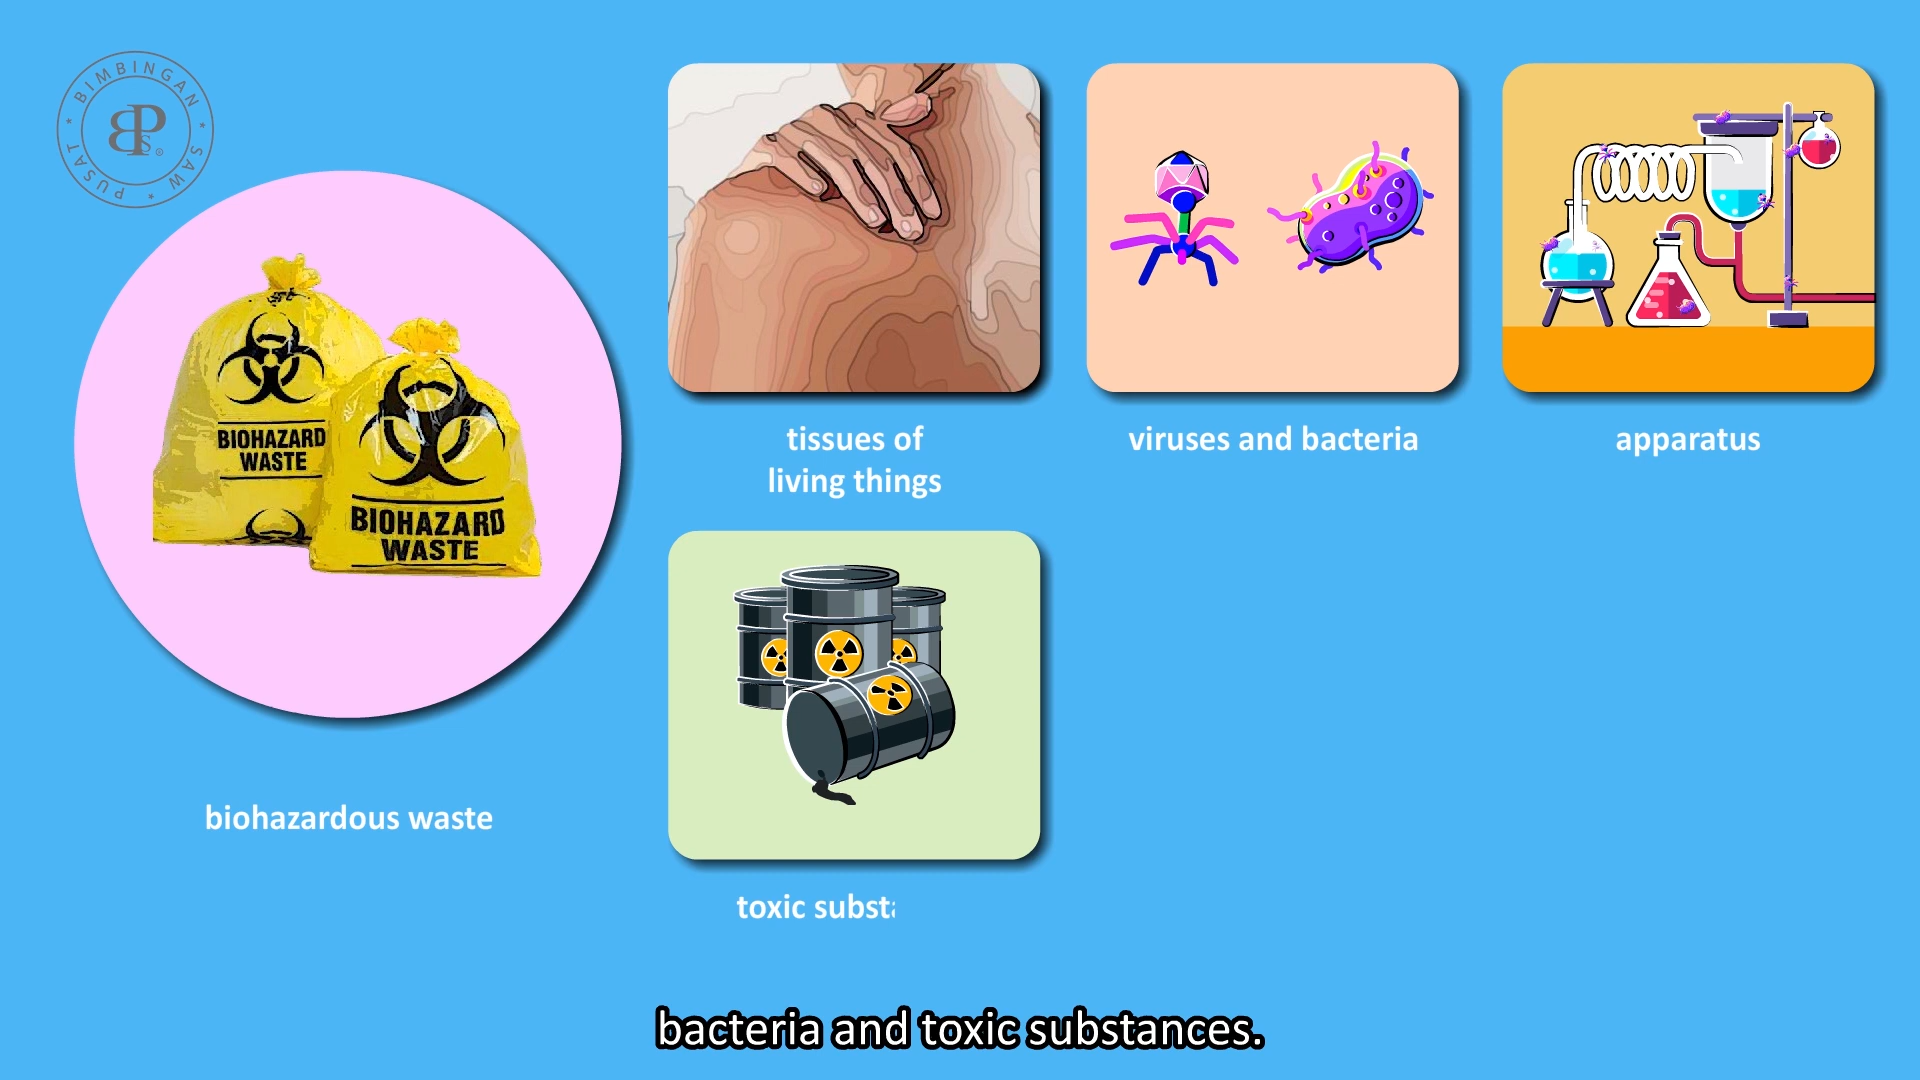 PUSAT * BIMBINGAN * SAW *
BPS®
BIOHAZARD
WASTE
BIOHAZARD
WASTE
biohazardous waste
tissues of
living things
viruses and bacteria
apparatus
toxic subst
bacteria and toxic substances.